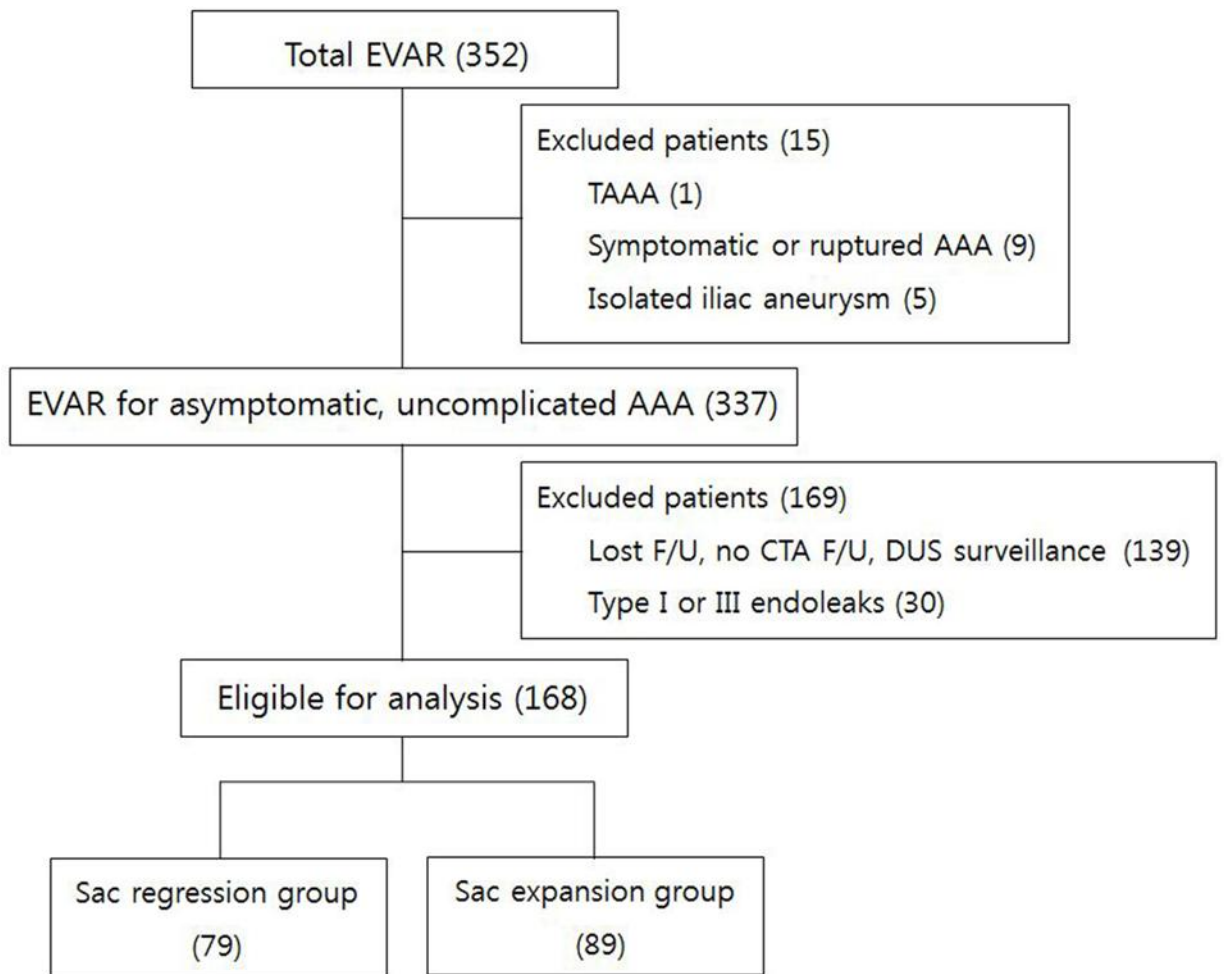 Total EVAR (352)
Excluded patients (15)
TAAA (1)
Symptomatic or ruptured AAA (9)
Isolated iliac aneurysm (5)
EVAR for asymptomatic, uncomplicated AAA (337)
Excluded patients (169)
Lost F/U, no CTA F/U, DUS surveillance (139)
Type I or III endoleaks (30)
Eligible for analysis (168)
Sac regression group
(79)
Sac expansion group
(89)